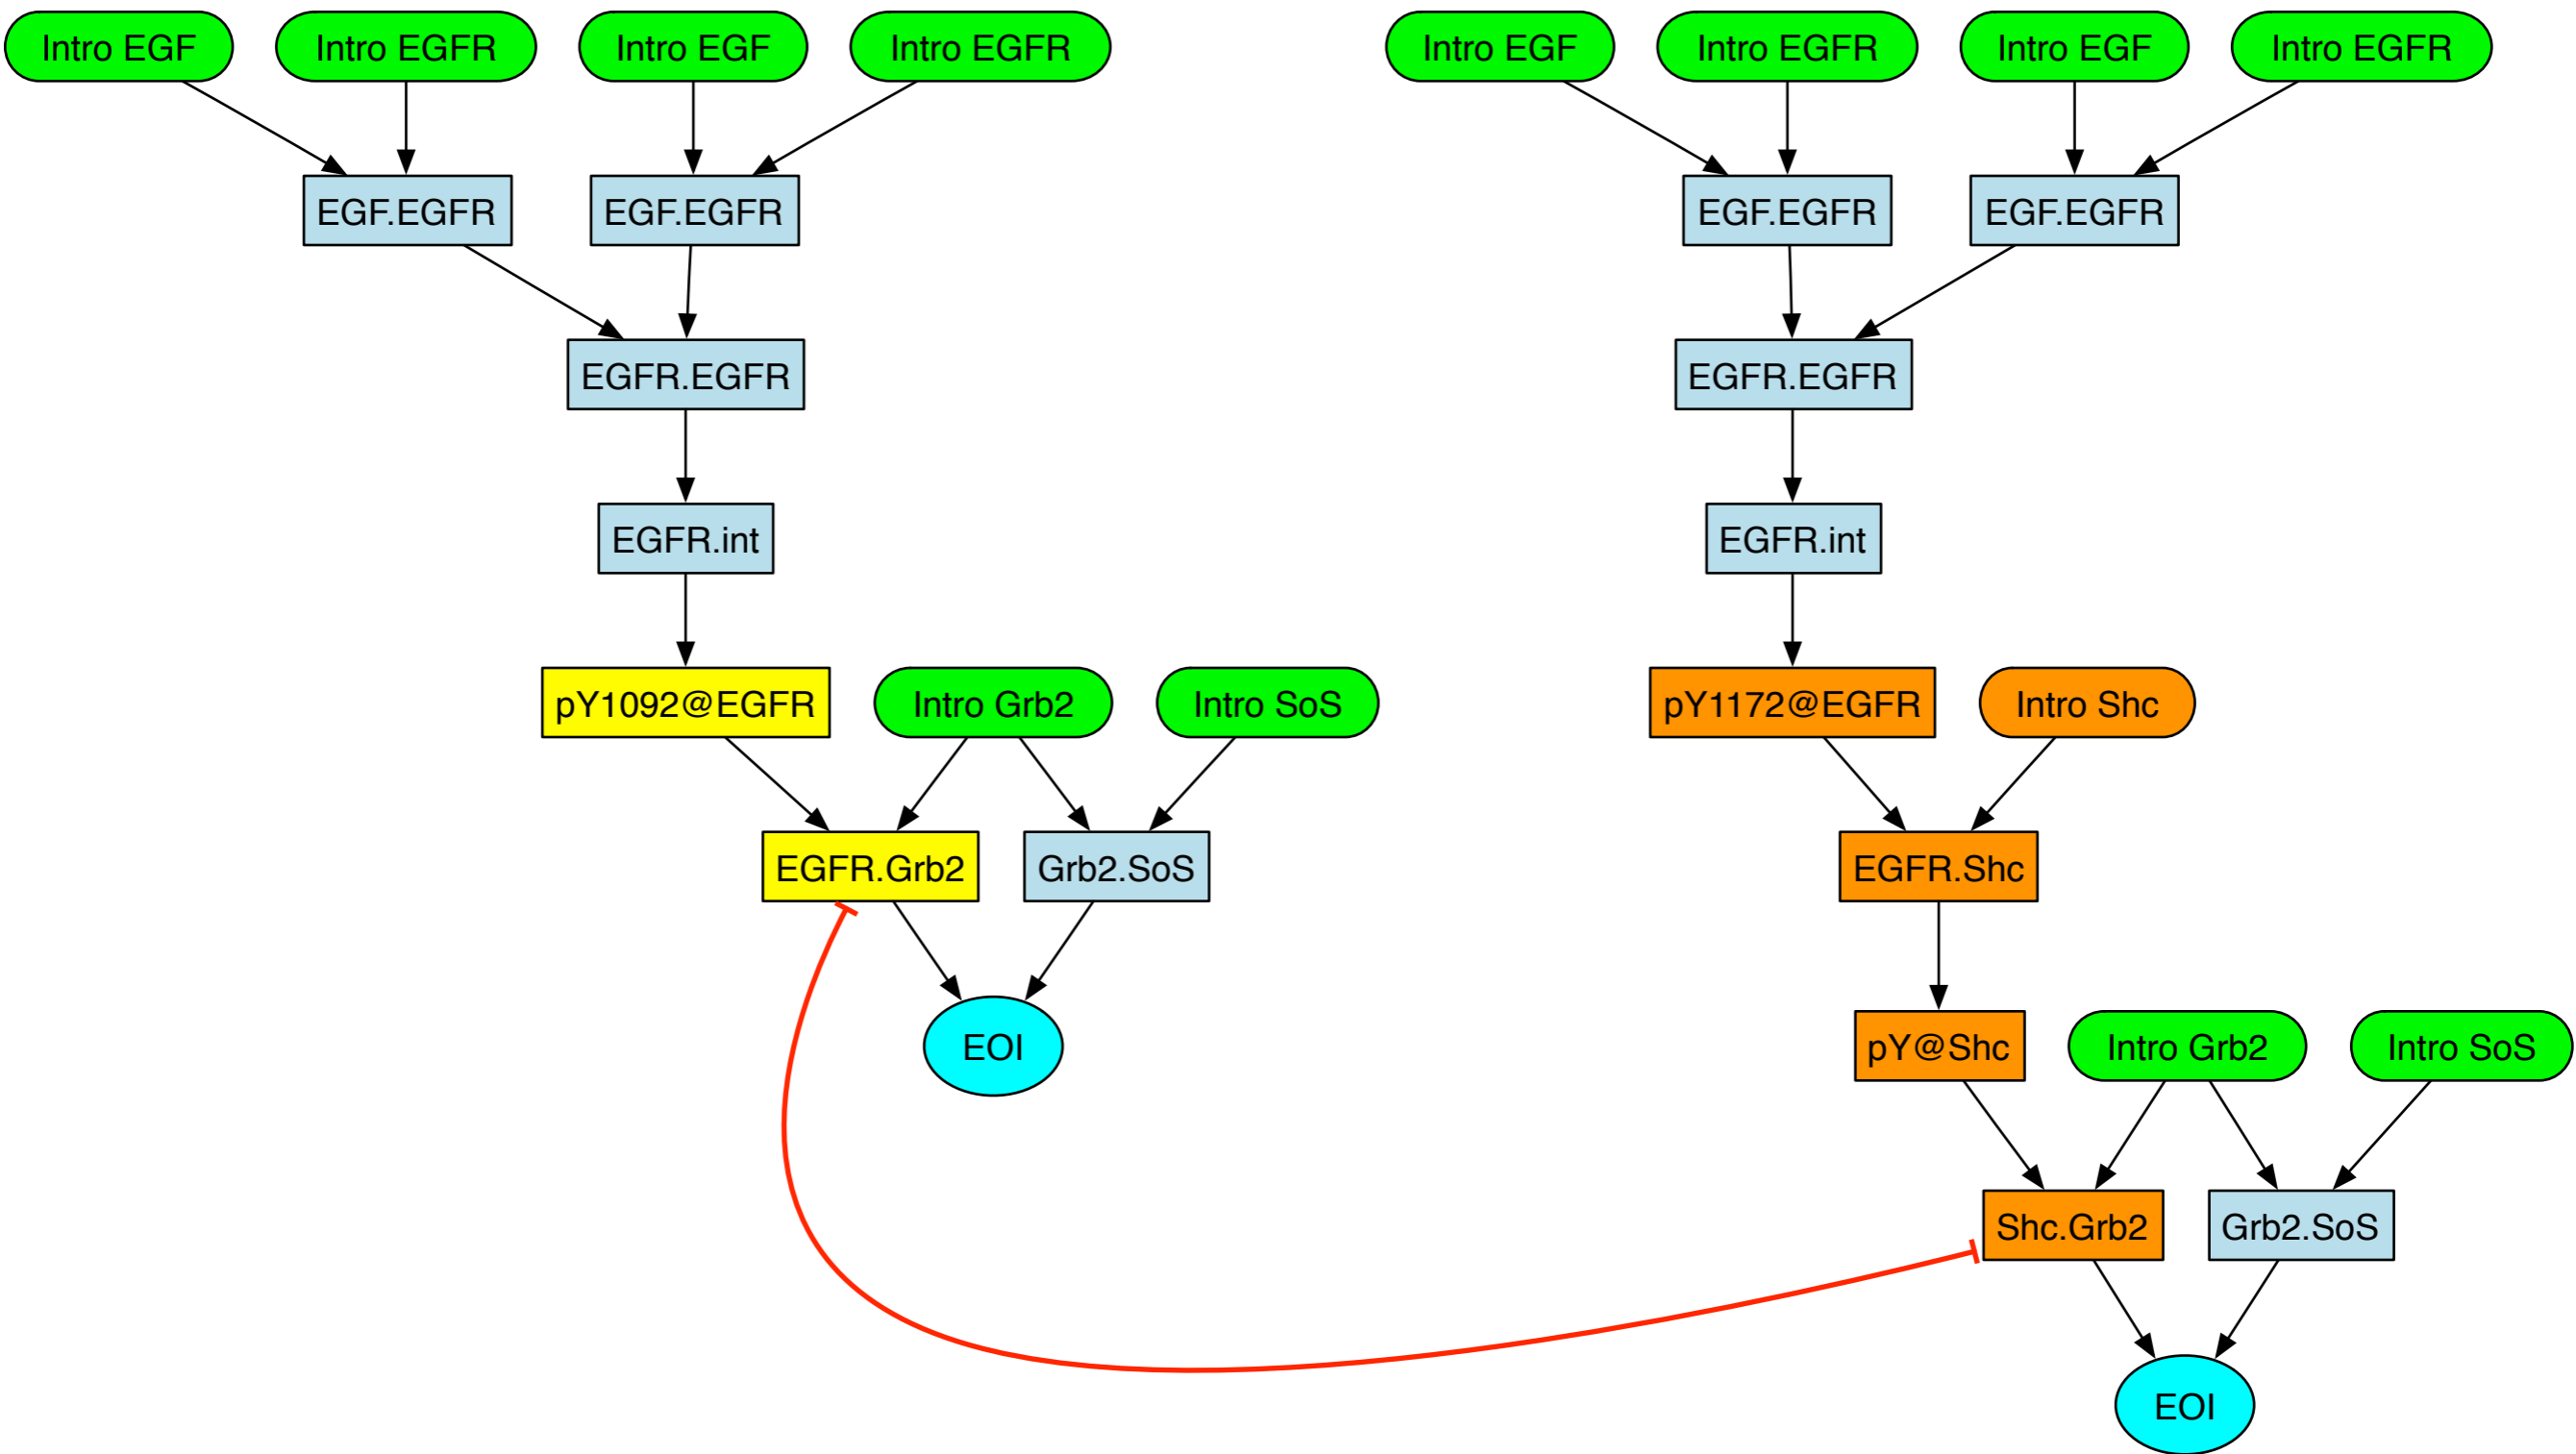 Intro EGF
Intro EGFR
Intro EGF
Intro EGFR
Intro EGF
Intro EGFR
Intro EGF
Intro EGFR
EGF.EGFR
EGF.EGFR
EGF.EGFR
EGF.EGFR
EGFR.EGFR
EGFR.EGFR
EGFR.int
EGFR.int
pY1092@EGFR
Intro Grb2
Intro SoS
pY1172@EGFR
Intro Shc
EGFR.Grb2
Grb2.SoS
EGFR.Shc
EOI
pY@Shc
Intro Grb2
Intro SoS
Shc.Grb2
Grb2.SoS
EOI